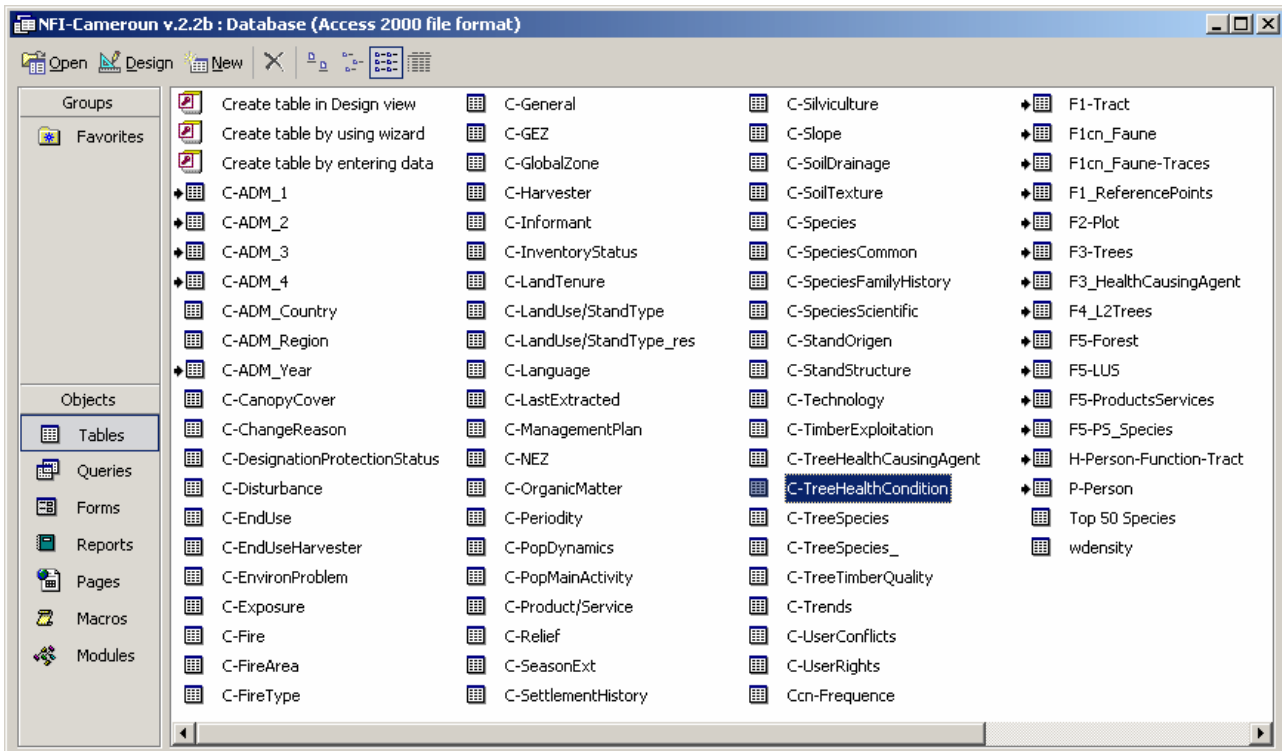 NFI-Cameroun v.2.2b : Database (Access 2000 file format)
Open Design New
Groups
Favorites
Objects
Tables
Queries
Forms
Reports
Pages
Macros
Modules
Create table in Design view
Create table by using wizard
Create table by entering data
C-ADM_1
C-ADM_2
C-ADM_3
C-ADM_4
C-ADM_Country
C-ADM_Region
C-ADM_Year
C-CanopyCover
C-ChangeReason
C-DesignationProtectionStatus
C-Disturbance
C-EndUse
C-EndUseHarvester
C-EnvironProblem
C-Exposure
C-Fire
C-FireArea
C-FireType
C-General
C-GEZ
C-GlobalZone
C-Harvester
C-Informant
C-InventoryStatus
C-LandTenure
C-LandUse/StandType
C-LandUse/StandType_res
C-Language
C-LastExtracted
C-ManagementPlan
C-NEZ
C-OrganicMatter
C-Periodity
C-PopDynamics
C-PopMainActivity
C-Product/Service
C-Relief
C-SeasonExt
C-SettlementHistory
C-Silviculture
C-Slope
C-SoilDrainage
C-SoilTexture
C-Species
C-SpeciesCommon
C-SpeciesFamilyHistory
C-SpeciesScientific
C-StandOrigen
C-StandStructure
C-Technology
C-TimberExploitation
C-TreeHealthCausingAgent
C-TreeHealthCondition
C-TreeSpecies
C-TreeSpecies_
C-TreeTimberQuality
C-Trends
C-UserConflicts
C-UserRights
Ccn-Frequence
F1-Tract
F1cn_Faune
F1cn_Faune-Traces
F1_ReferencePoints
F2-Plot
F3-Trees
F3_HealthCausingAgent
F4_L2Trees
F5-Forest
F5-LUS
F5-ProductsServices
F5-PS_Species
H-Person-Function-Tract
P-Person
Top 50 Species
wdensity